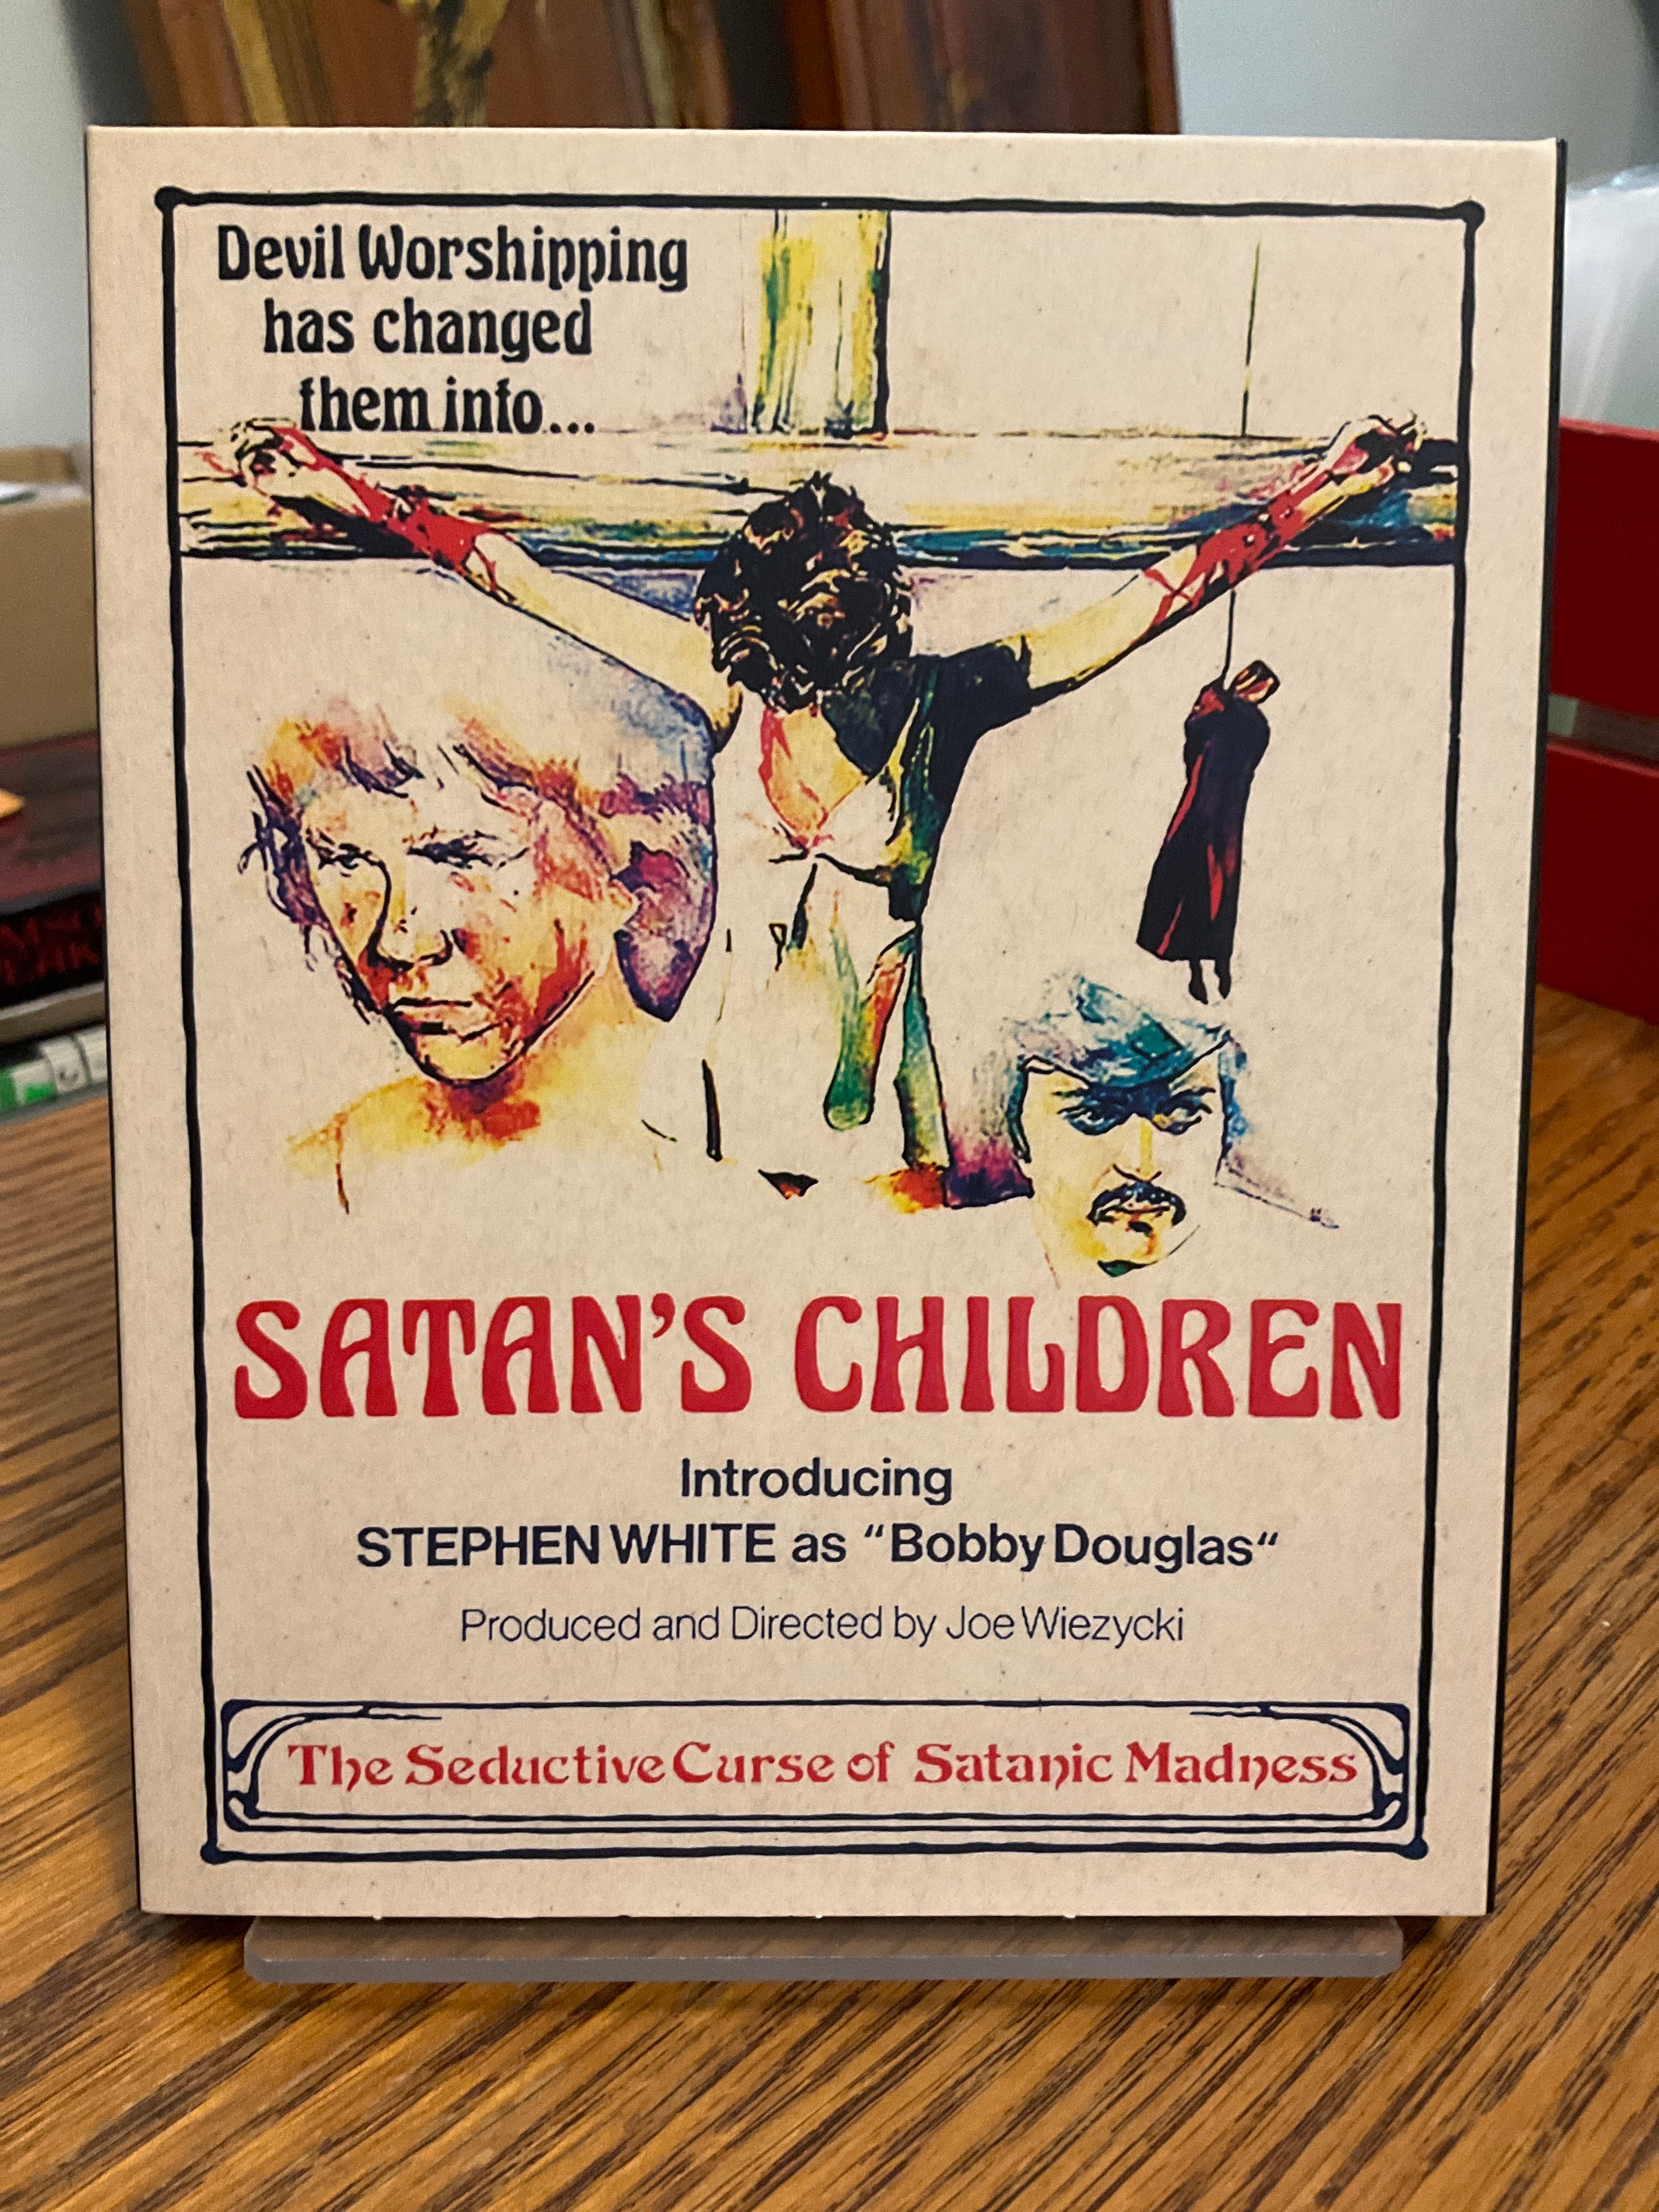 Devil Worshipping
has changed
them into...
SATAN'S CHILDREN
Introducing
STEPHEN WHITE as “Bobby Douglas“
Produced and Directed by Joe Wiezycki
The Seductive Curse of Satanic Madness